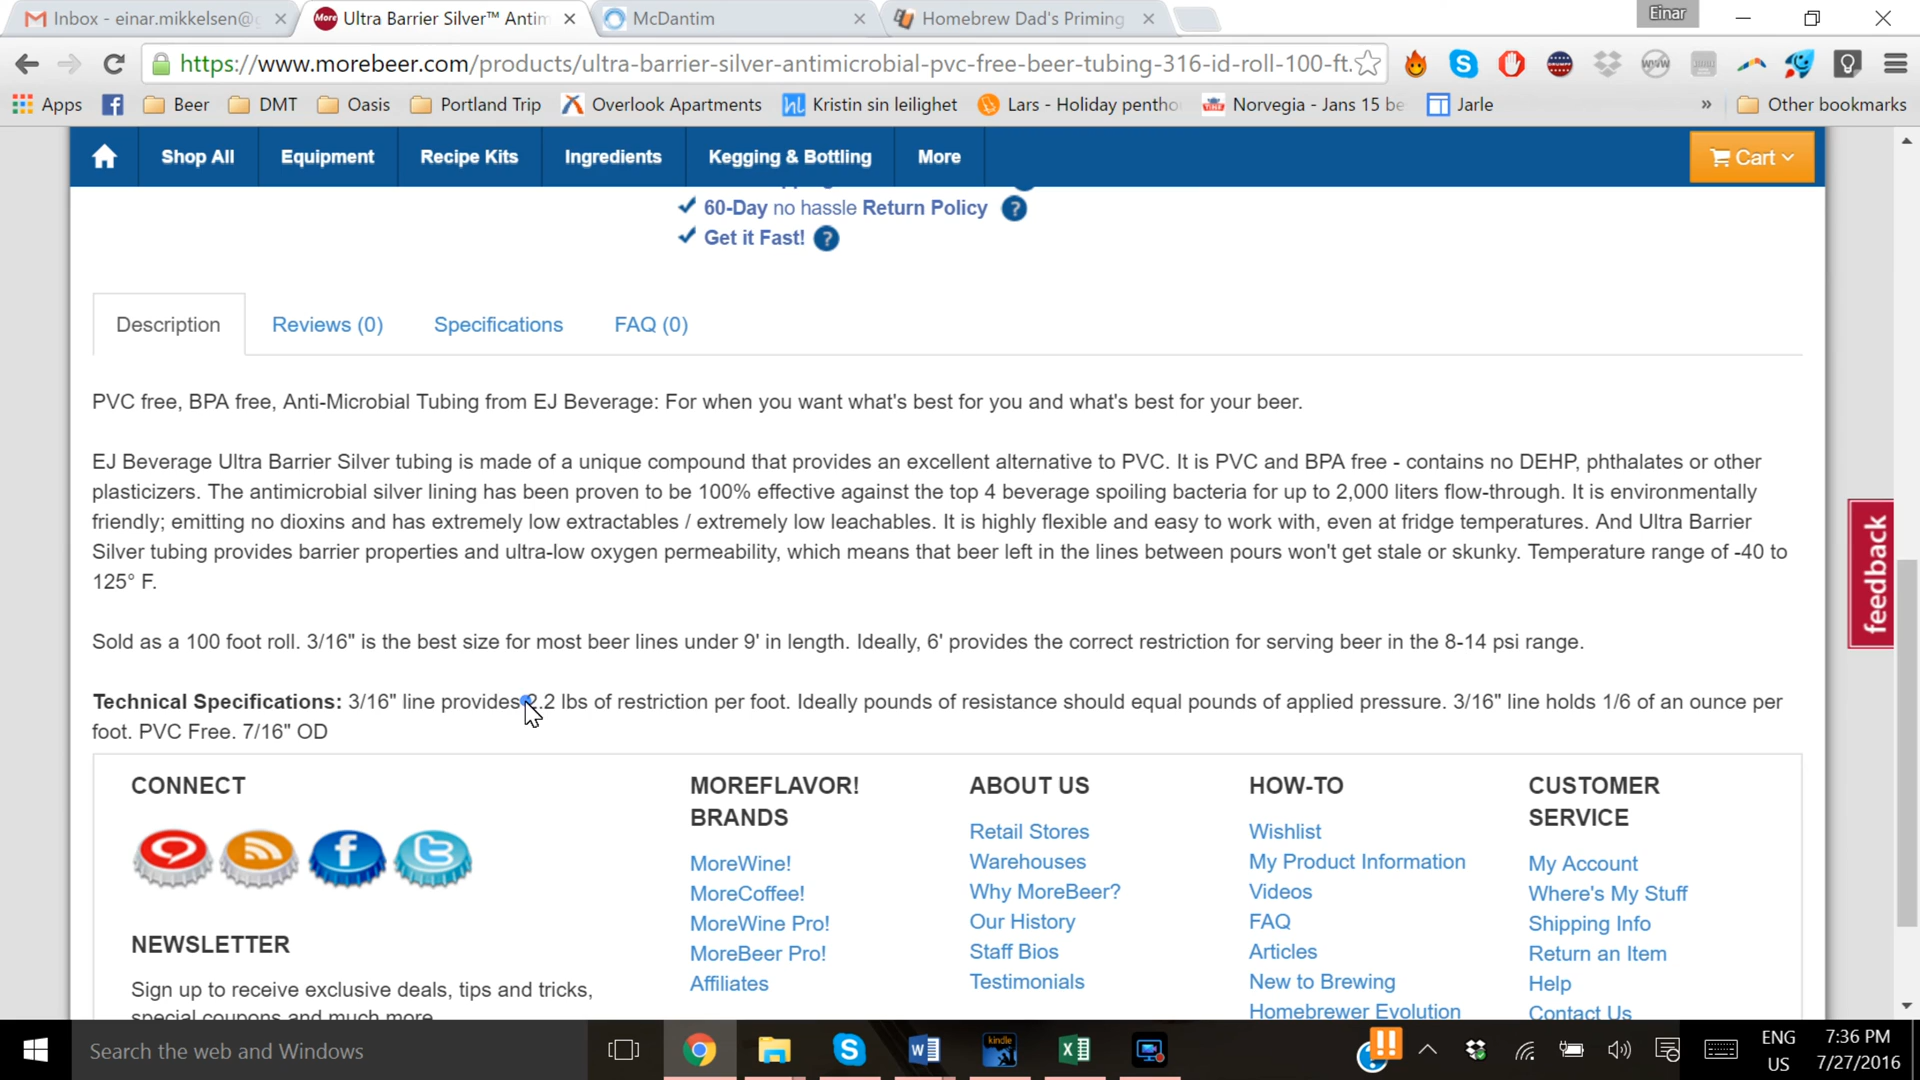 Inbox - einar.mikkelsen@g
Ultra Barrier Silver™ Antim
McDantim
Homebrew Dad's Priming
Einar
https://www.morebeer.com/products/ultra-barrier-silver-antimicrobial-pvc-free-beer-tubing-316-id-roll-100-ft.
Apps
Beer
DMT
Oasis
Portland Trip
Overlook Apartments
Kristin sin leilighet
Lars - Holiday pentho
Norvegia - Jans 15 be
Jarle
»
Other bookmarks
Shop All
Equipment
Recipe Kits
Ingredients
Kegging & Bottling
More
Cart
60-Day no hassle Return Policy ?
Get it Fast! ?
Description
Reviews (0)
Specifications
FAQ (0)
PVC free, BPA free, Anti-Microbial Tubing from EJ Beverage: For when you want what's best for you and what's best for your beer.
EJ Beverage Ultra Barrier Silver tubing is made of a unique compound that provides an excellent alternative to PVC. It is PVC and BPA free - contains no DEHP, phthalates or other
plasticizers. The antimicrobial silver lining has been proven to be 100% effective against the top 4 beverage spoiling bacteria for up to 2,000 liters flow-through. It is environmentally
friendly; emitting no dioxins and has extremely low extractables / extremely low leachables. It is highly flexible and easy to work with, even at fridge temperatures. And Ultra Barrier
Silver tubing provides barrier properties and ultra-low oxygen permeability, which means that beer left in the lines between pours won't get stale or skunky. Temperature range of -40 to
125° F.
Sold as a 100 foot roll. 3/16" is the best size for most beer lines under 9' in length. Ideally, 6' provides the correct restriction for serving beer in the 8-14 psi range.
Technical Specifications: 3/16" line provides 2.2 lbs of restriction per foot. Ideally pounds of resistance should equal pounds of applied pressure. 3/16" line holds 1/6 of an ounce per
foot. PVC Free. 7/16" OD
feedback
CONNECT
NEWSLETTER
Sign up to receive exclusive deals, tips and tricks,
special coupons and much more
MOREFLAVOR!
BRANDS
MoreWine!
MoreCoffee!
MoreWine Pro!
MoreBeer Pro!
Affiliates
ABOUT US
Retail Stores
Warehouses
Why MoreBeer?
Our History
Staff Bios
Testimonials
HOW-TO
Wishlist
My Product Information
Videos
FAQ
Articles
New to Brewing
Homebrewer Evolution
CUSTOMER
SERVICE
My Account
Where's My Stuff
Shipping Info
Return an Item
Help
Contact Us
Search the web and Windows
kindle
ENG
US
7:36 PM
7/27/2016